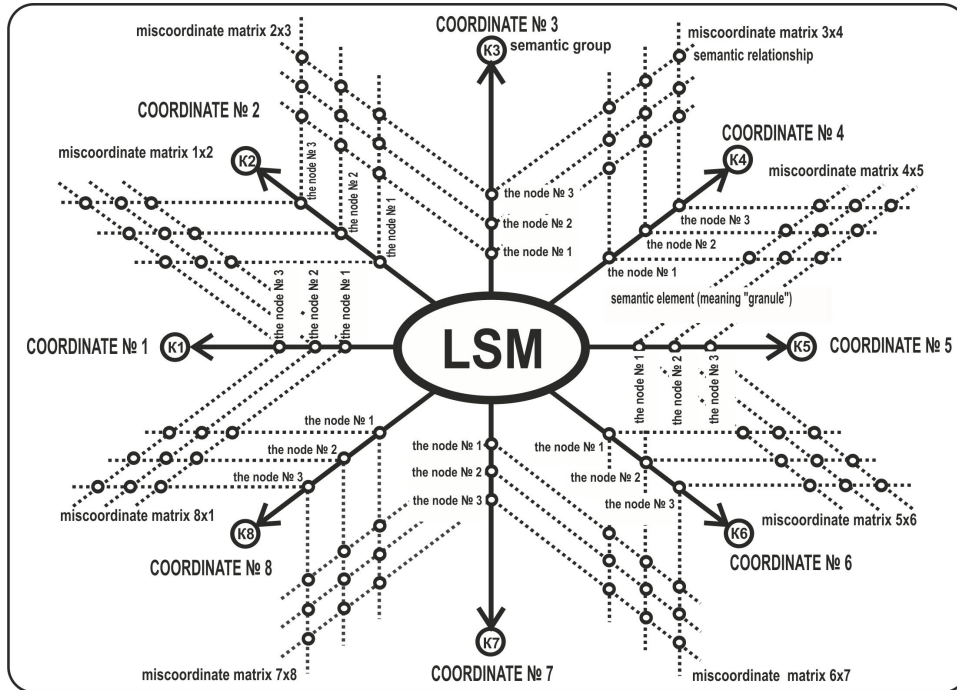 COORDINATE № 3
miscoordinate matrix 2x3
K3
semantic group
miscoordinate matrix 3x4
semantic relationship
COORDINATE № 2
COORDINATE № 4
miscoordinate matrix 1x2
K2
K4
miscoordinate matrix 4x5
the node № 3
the node № 2
the node № 1
the node № 3
the node № 2
the node № 1
the node № 3
the node № 2
the node № 1
semantic element (meaning "granule")
the node № 3
the node № 2
the node № 1
COORDINATE № 1
K1
LSM
K5
COORDINATE № 5
the node № 1
the node № 2
the node № 3
the node № 1
the node № 2
the node № 3
the node № 1
the node № 2
the node № 3
the node № 1
the node № 2
the node № 3
miscoordinate matrix 8x1
miscoordinate matrix 5x6
K8
K6
COORDINATE № 8
COORDINATE № 6
K7
miscoordinate matrix 7x8
COORDINATE № 7
miscoordinate matrix 6x7